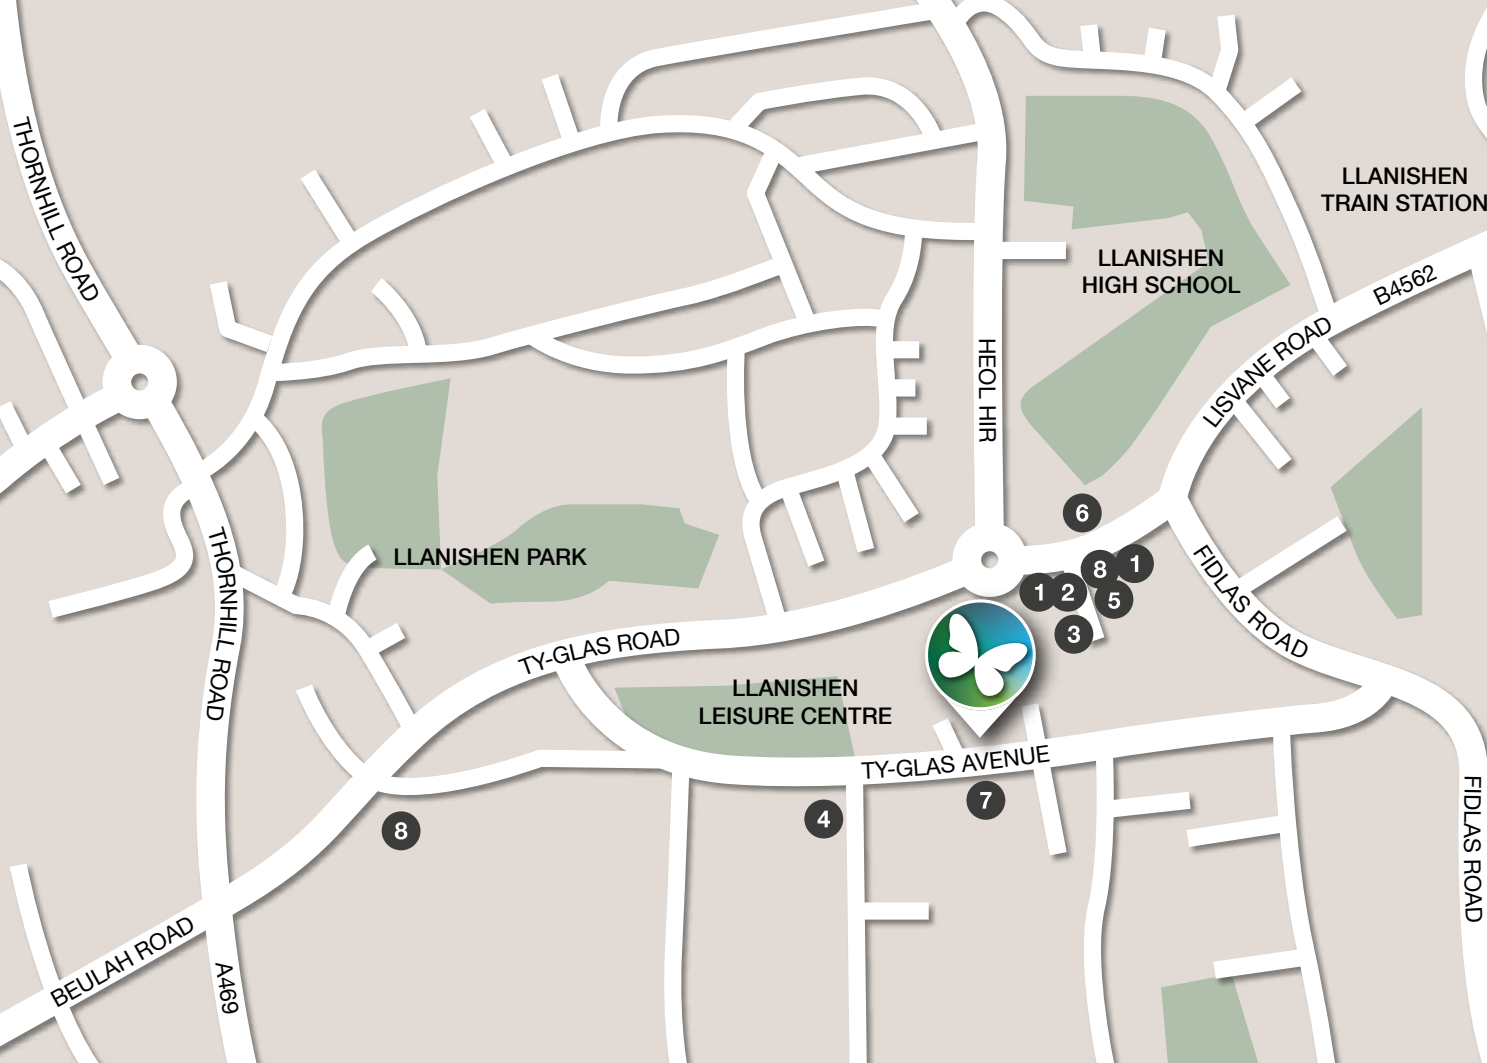 THORNHILL ROAD
LLANISHEN
TRAIN STATION
LLANISHEN
HIGH SCHOOL
B4562
LISVANE ROAD
HEOL HIR
6
LLANISHEN PARK
THORNHILL ROAD
8
1
1
2
5
3
FIDLAS ROAD
TY-GLAS ROAD
LLANISHEN
LEISURE CENTRE
TY-GLAS AVENUE
7
4
8
FIDLAS ROAD
BEULAH ROAD
A469